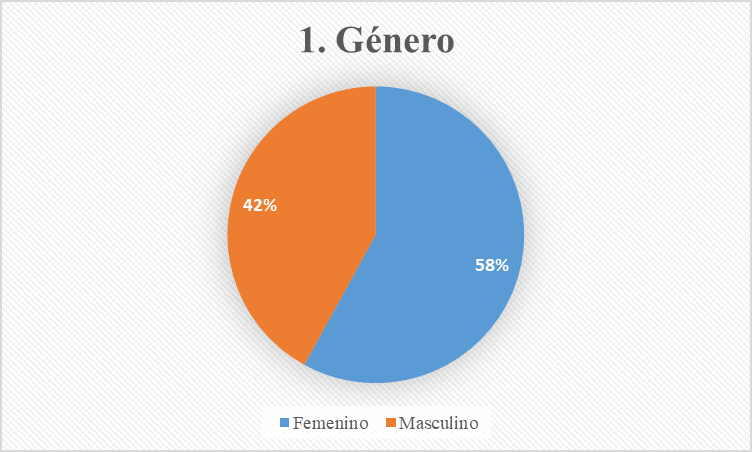 1. Género
42%
58%
Femenino
Masculino